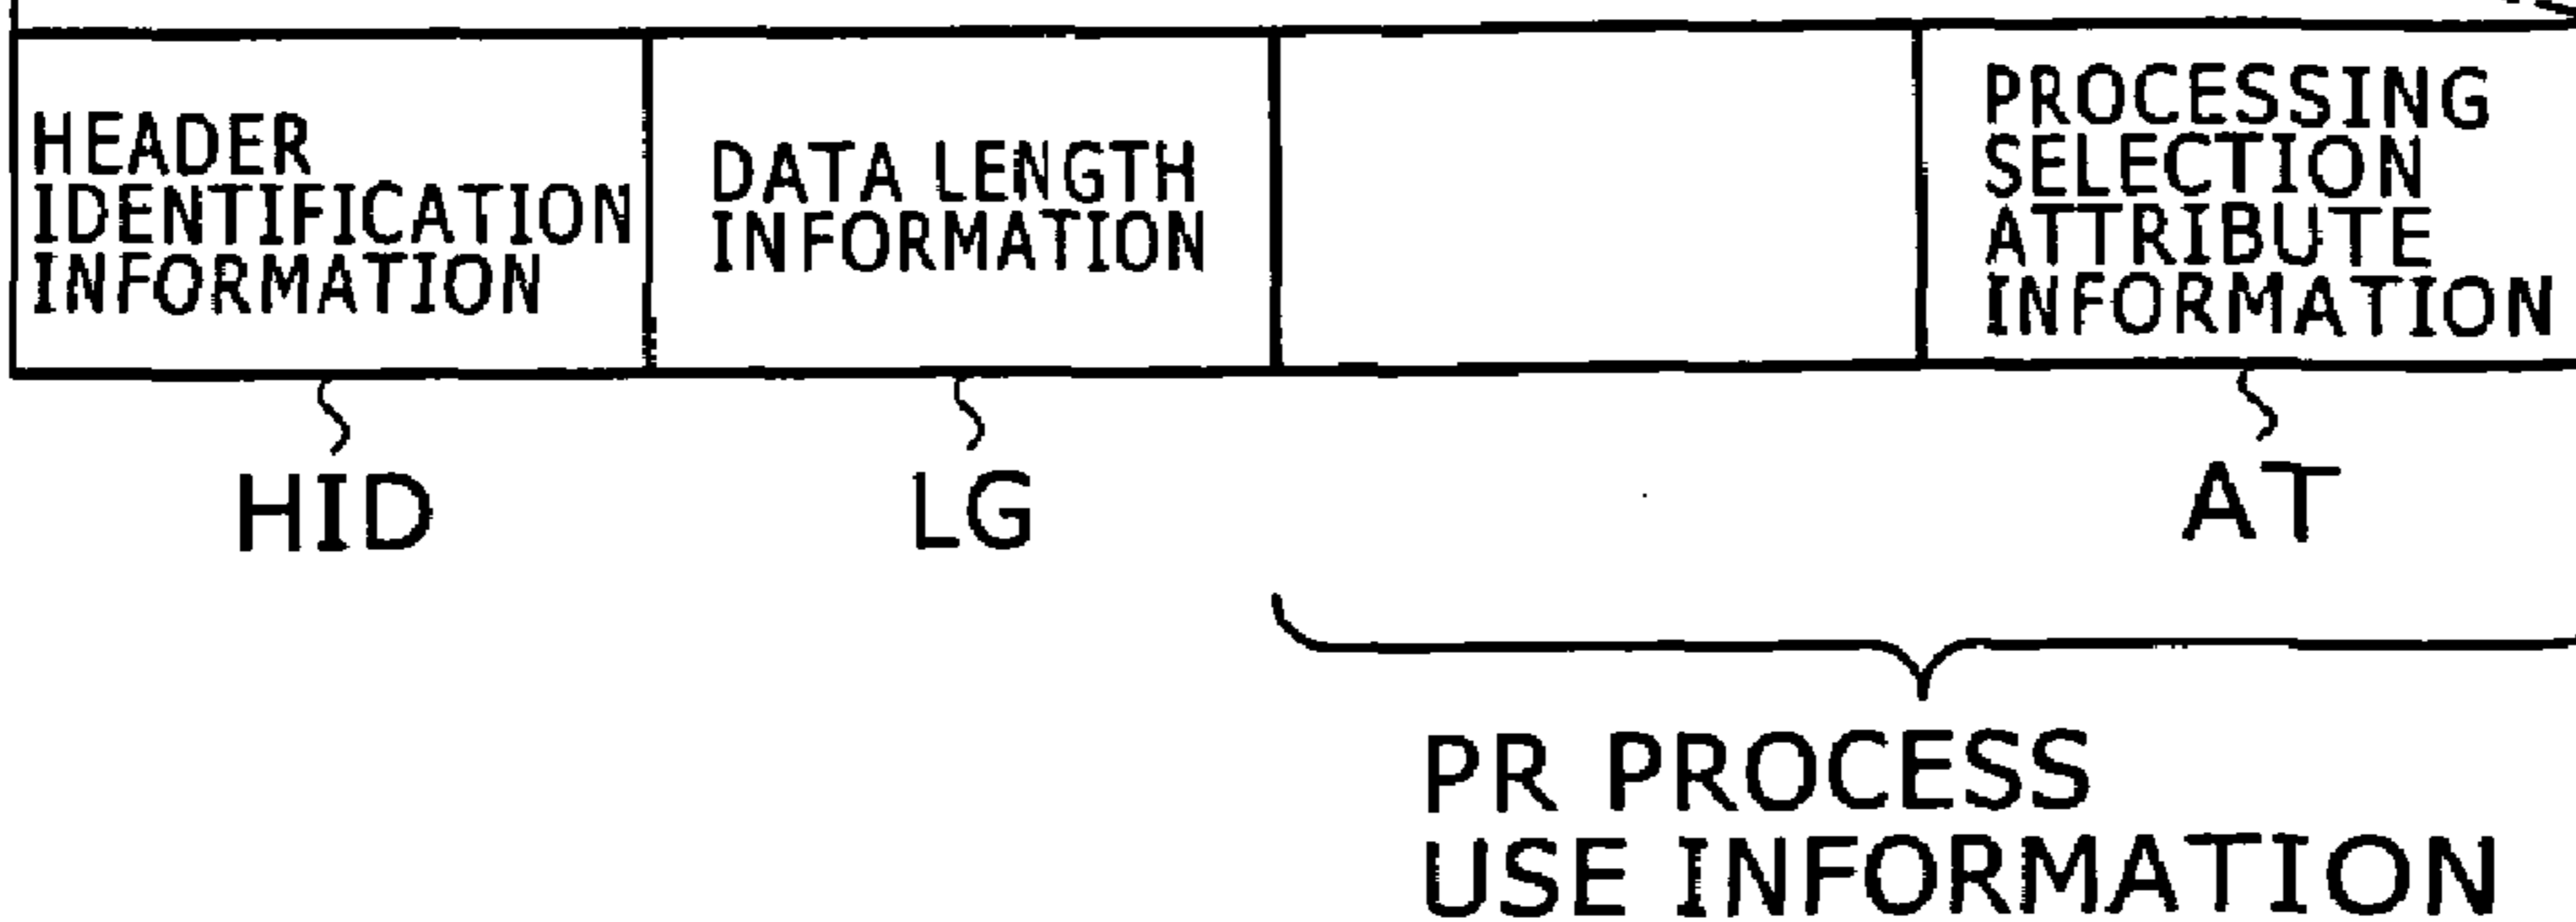 HEADER
IDENTIFICATION
INFORMATION
DATA LENGTH
INFORMATION
PROCESSING
SELECTION
ATTRIBUTE
INFORMATION
HID
LG
AT
PR PROCESS
USE INFORMATION